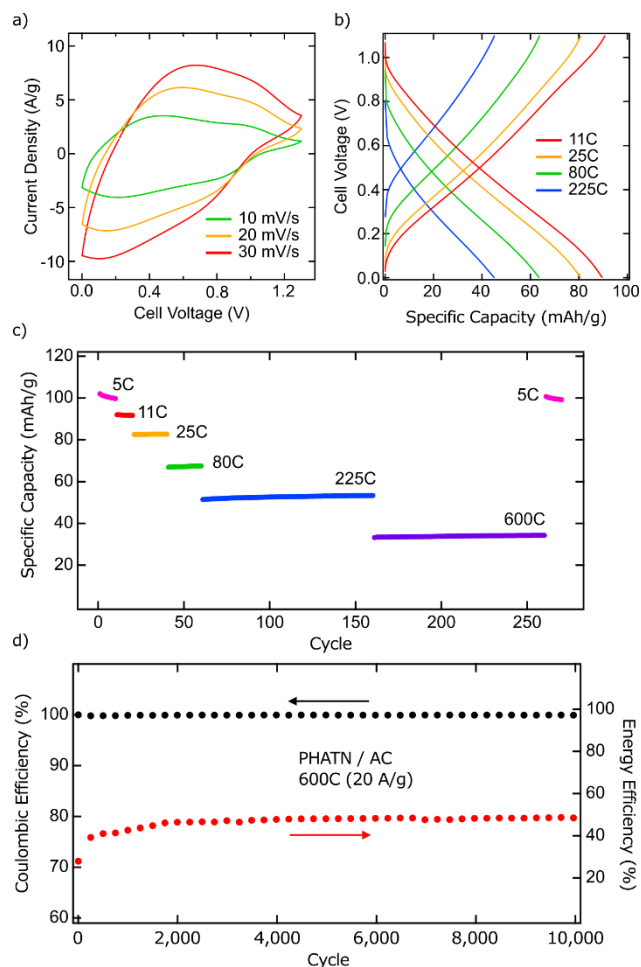 a)
Current Density (A/g)
10
5
0
-5
-10
0.0 0.4 0.8 1.2
Cell Voltage (V)
10 mV/s
20 mV/s
30 mV/s
b)
Cell Voltage (V)
1.0
0.8
0.6
0.4
0.2
0.0
0 20 40 60 80 100
Specific Capacity (mAh/g)
11C
25C
80C
225C
c)
Specific Capacity (mAh/g)
120
100
80
60
40
20
0 50 100 150 200 250
Cycle
5C
11C
25C
80C
225C
600C
5C
d)
Coulombic Efficiency (%)
100
90
80
70
60
PHATN / AC
600C (20 A/g)
Energy Efficiency (%)
100
80
60
40
20
0 2,000 4,000 6,000 8,000 10,000
Cycle